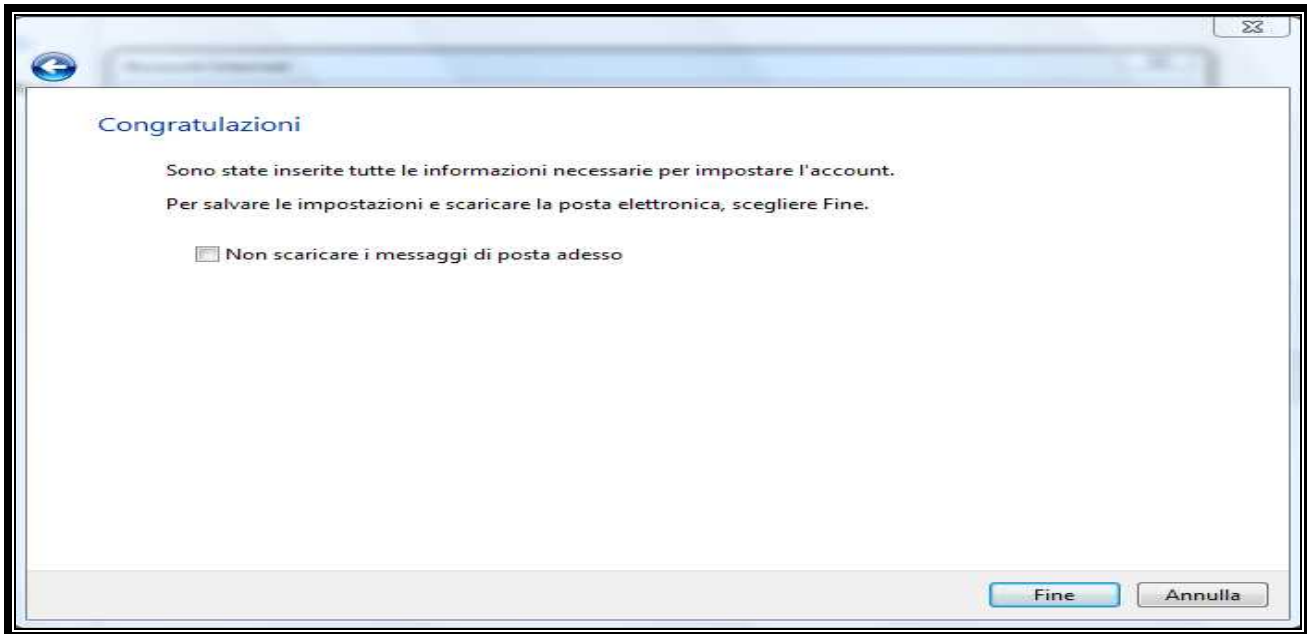 Congratulazioni
Sono state inserite tutte le informazioni necessarie per impostare l'account.
Per salvare le impostazioni e scaricare la posta elettronica, scegliere Fine.
Non scaricare i messaggi di posta adesso
Fine
Annulla